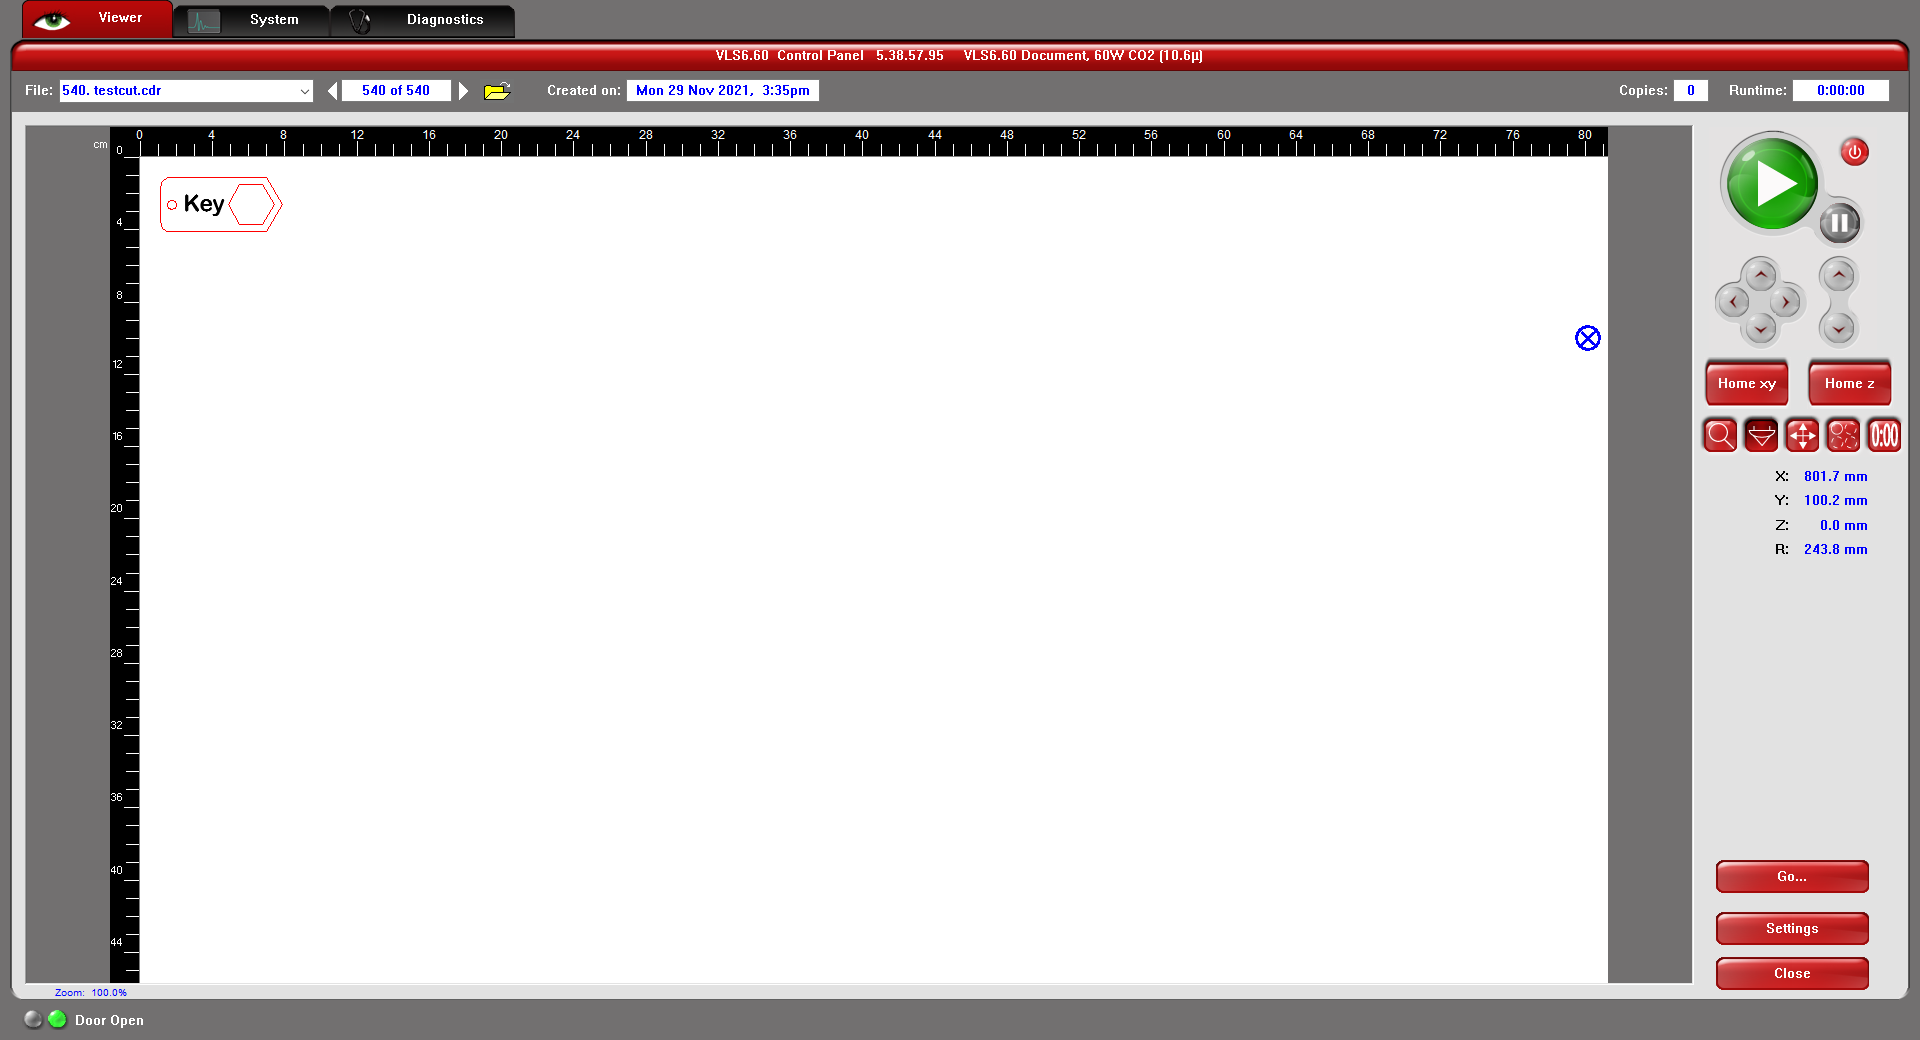 Viewer System Diagnostics
VLS6.60 Control Panel 5.38.57.95 VLS6.60 Document, 60W CO2 (10.6µ)
File: 540. testcut.cdr 540 of 540 Created on: Mon 29 Nov 2021, 3:35pm Copies: 0 Runtime: 0:00:00
0 4 8 12 16 20 24 28 32 36 40 44 48 52 56 60 64 68 72 76 80
cm
0
4
8
12
16
20
24
28
32
36
40
44
Key
Home xy Home z
0:00
X: 801.7 mm
Y: 100.2 mm
Z: 0.0 mm
R: 243.8 mm
Go...
Settings
Close
Zoom: 100.0%
Door Open